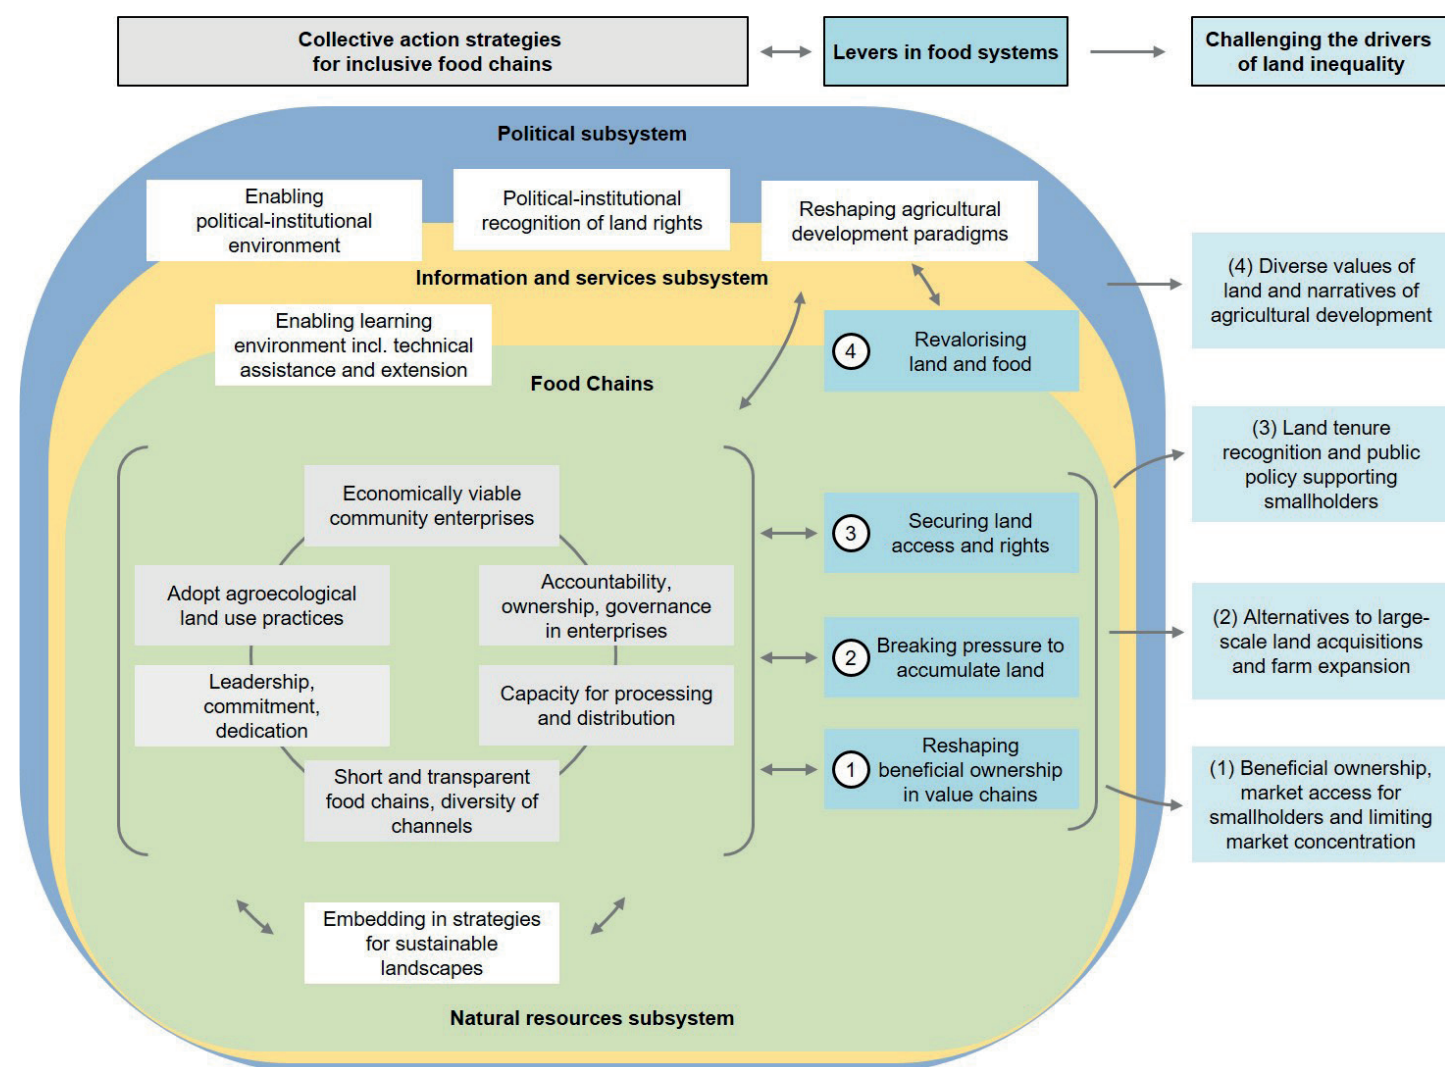 Collective action strategies
for inclusive food chains
Levers in food systems
Challenging the drivers
of land inequality
Political subsystem
Enabling
political-institutional
environment
Political-institutional
recognition of land rights
Reshaping agricultural
development paradigms
Information and services subsystem
Enabling learning
environment incl. technical
assistance and extension
4
Revalorising
land and food
(4) Diverse values of
land and narratives of
agricultural development
Food Chains
Economically viable
community enterprises
Adopt agroecological
land use practices
Accountability,
ownership, governance
in enterprises
Leadership,
commitment,
dedication
Capacity for processing
and distribution
Short and transparent
food chains, diversity of
channels
3
Securing land
access and rights
2
Breaking pressure to
accumulate land
1
Reshaping
beneficial ownership
in value chains
(3) Land tenure
recognition and public
policy supporting
smallholders
(2) Alternatives to large-
scale land acquisitions
and farm expansion
(1) Beneficial ownership,
market access for
smallholders and limiting
market concentration
Embedding in strategies
for sustainable
landscapes
Natural resources subsystem